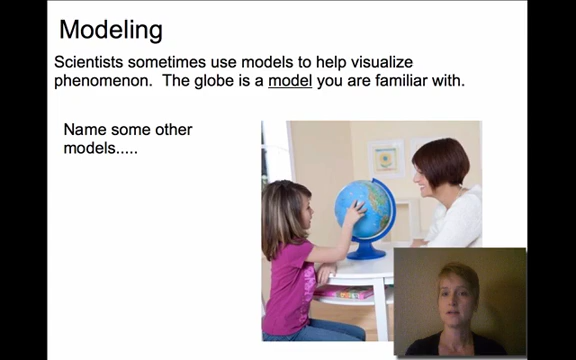 Modeling
Scientists sometimes use models to help visualize
phenomenon. The globe is a model you are familiar with.
Name some other
models.....